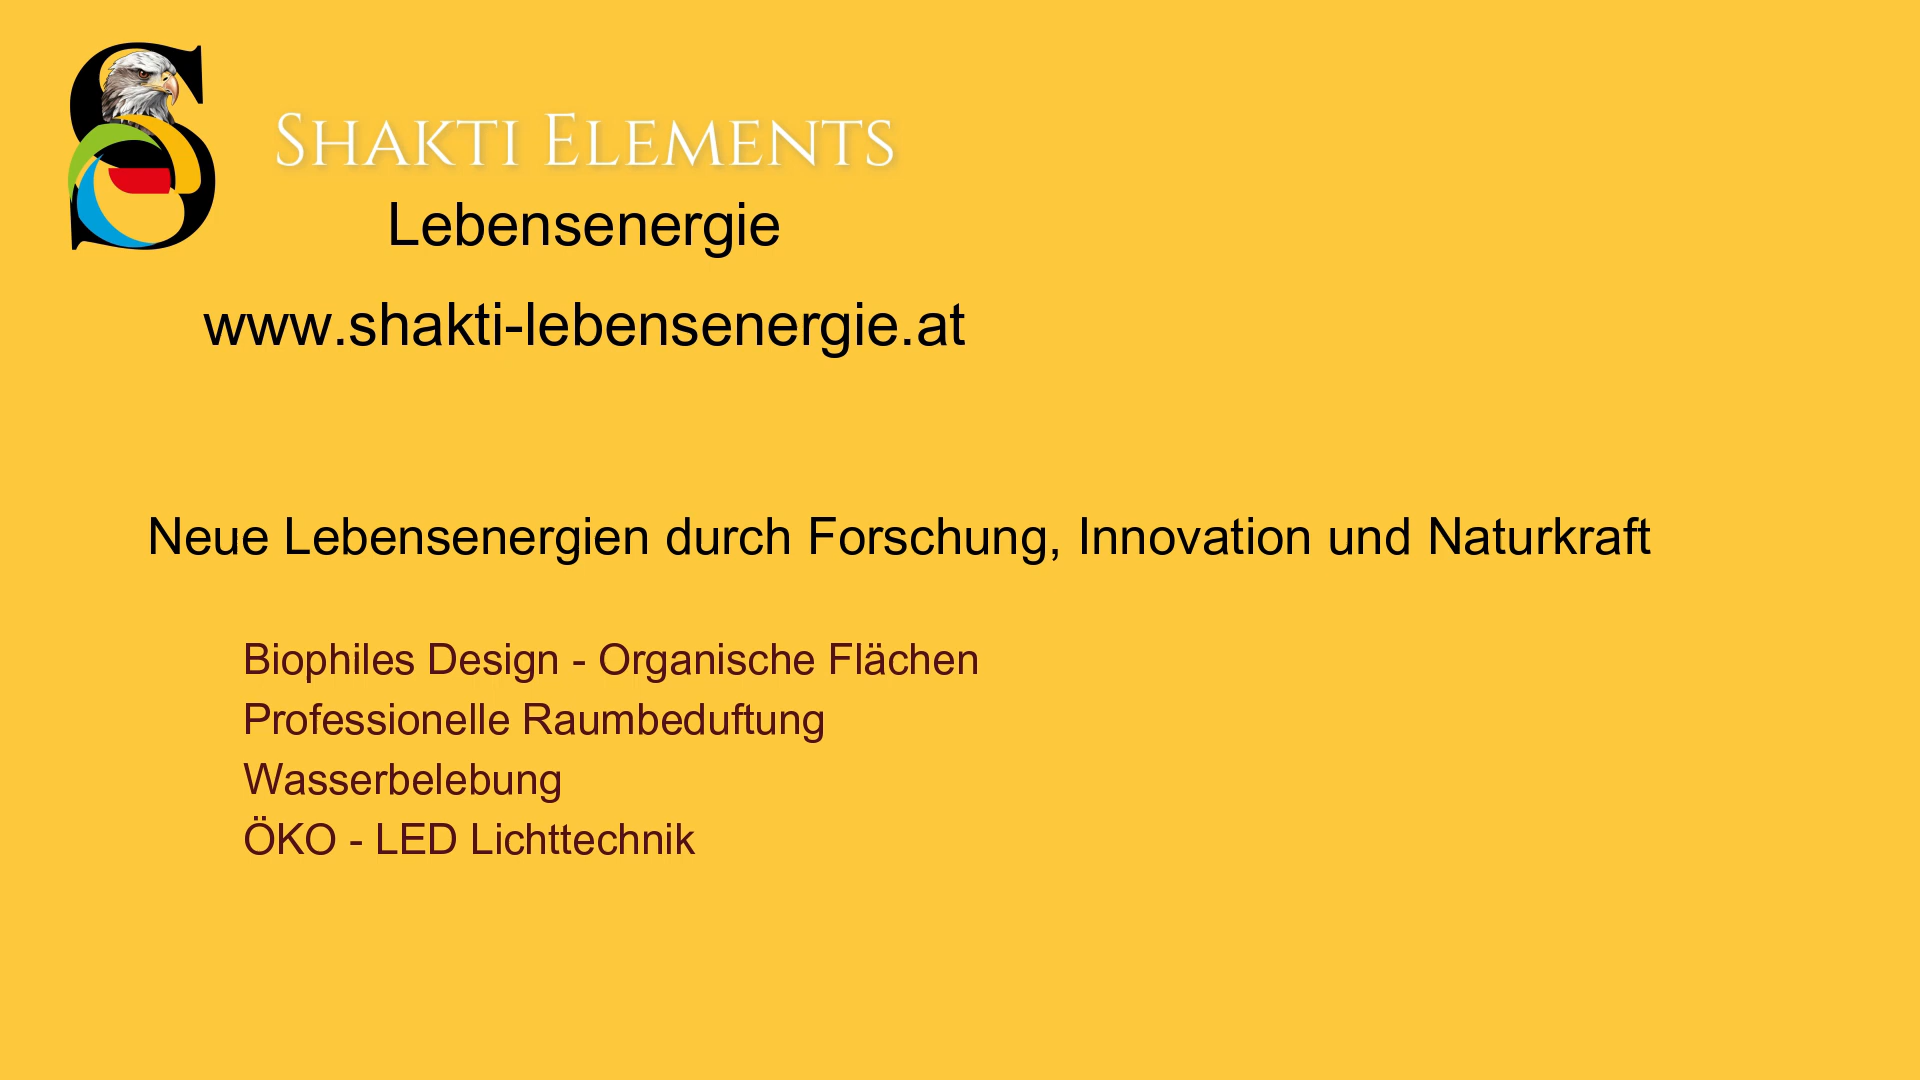 Shakti Elements
Lebensenergie
www.shakti-lebensenergie.at
Neue Lebensenergien durch Forschung, Innovation und Naturkraft
Biophiles Design - Organische Flächen
Professionelle Raumbeduftung
Wasserbelebung
ÖKO - LED Lichttechnik